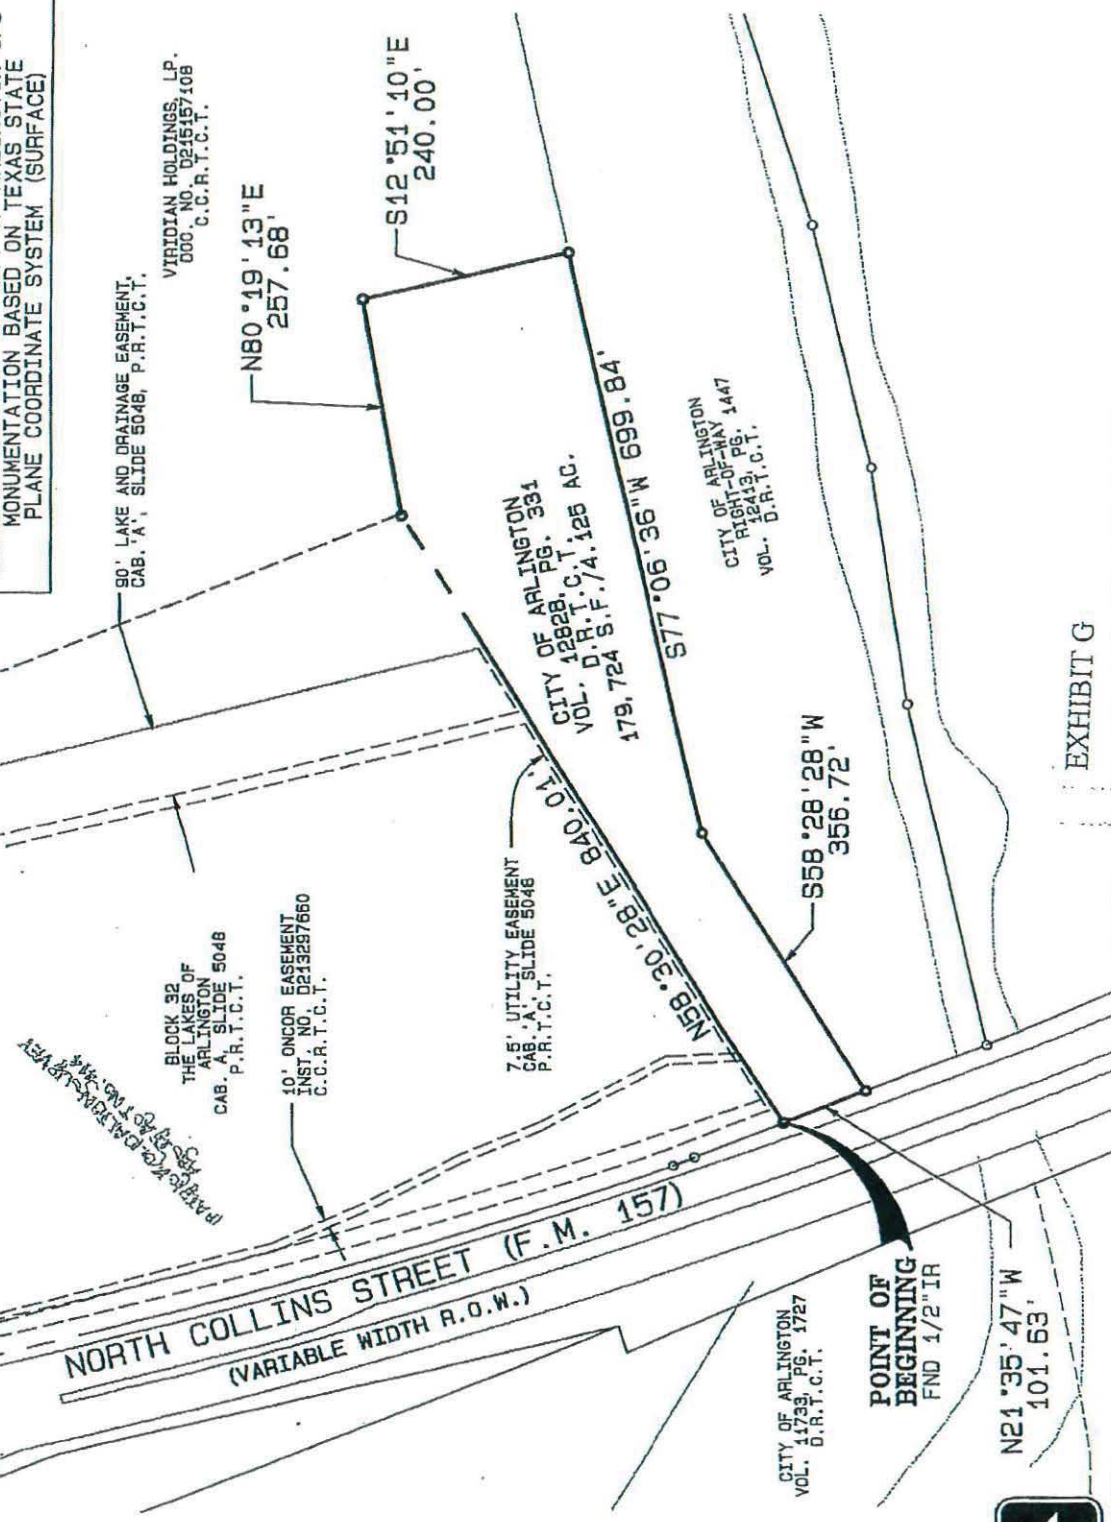 MONUMENTATION BASED ON TEXAS STATE
PLANE COORDINATE SYSTEM (SURFACE)
90' LAKE AND DRAINAGE EASEMENT,
CAB. 'A', SLIDE 5048, P.R.T.C.T.
VIRIDIAN HOLDINGS, LP.
DOC. NO. D215157108
C.C.R.T.C.T.
N80°19'13"E
257.68'
S12°51'10"E
240.00'
BLOCK 32
THE LAKES OF
ARLINGTON
CAB. A, SLIDE 5048
P.R.T.C.T.
10' ONCOR EASEMENT
INST. NO. D213297660
C.C.R.T.C.T.
7.5' UTILITY EASEMENT
CAB. 'A', SLIDE 5048
P.R.T.C.T.
N58°30'28"E 840.01'
CITY OF ARLINGTON
VOL. 12828, PG. 331
D.R.T.C.T.
179,724 S.F./4.125 AC.
S77°06'36"W 699.84'
CITY OF ARLINGTON
RIGHT-OF-WAY
VOL. 12413, PG. 1447
D.R.T.C.T.
S58°28'28"W
356.72'
NORTH COLLINS STREET (F.M. 157)
(VARIABLE WIDTH R.O.W.)
CITY OF ARLINGTON
VOL. 11733, PG. 1727
D.R.T.C.T.
POINT OF
BEGINNING
FND 1/2"IR
N21°35'47"W
101.63'
EXHIBIT G